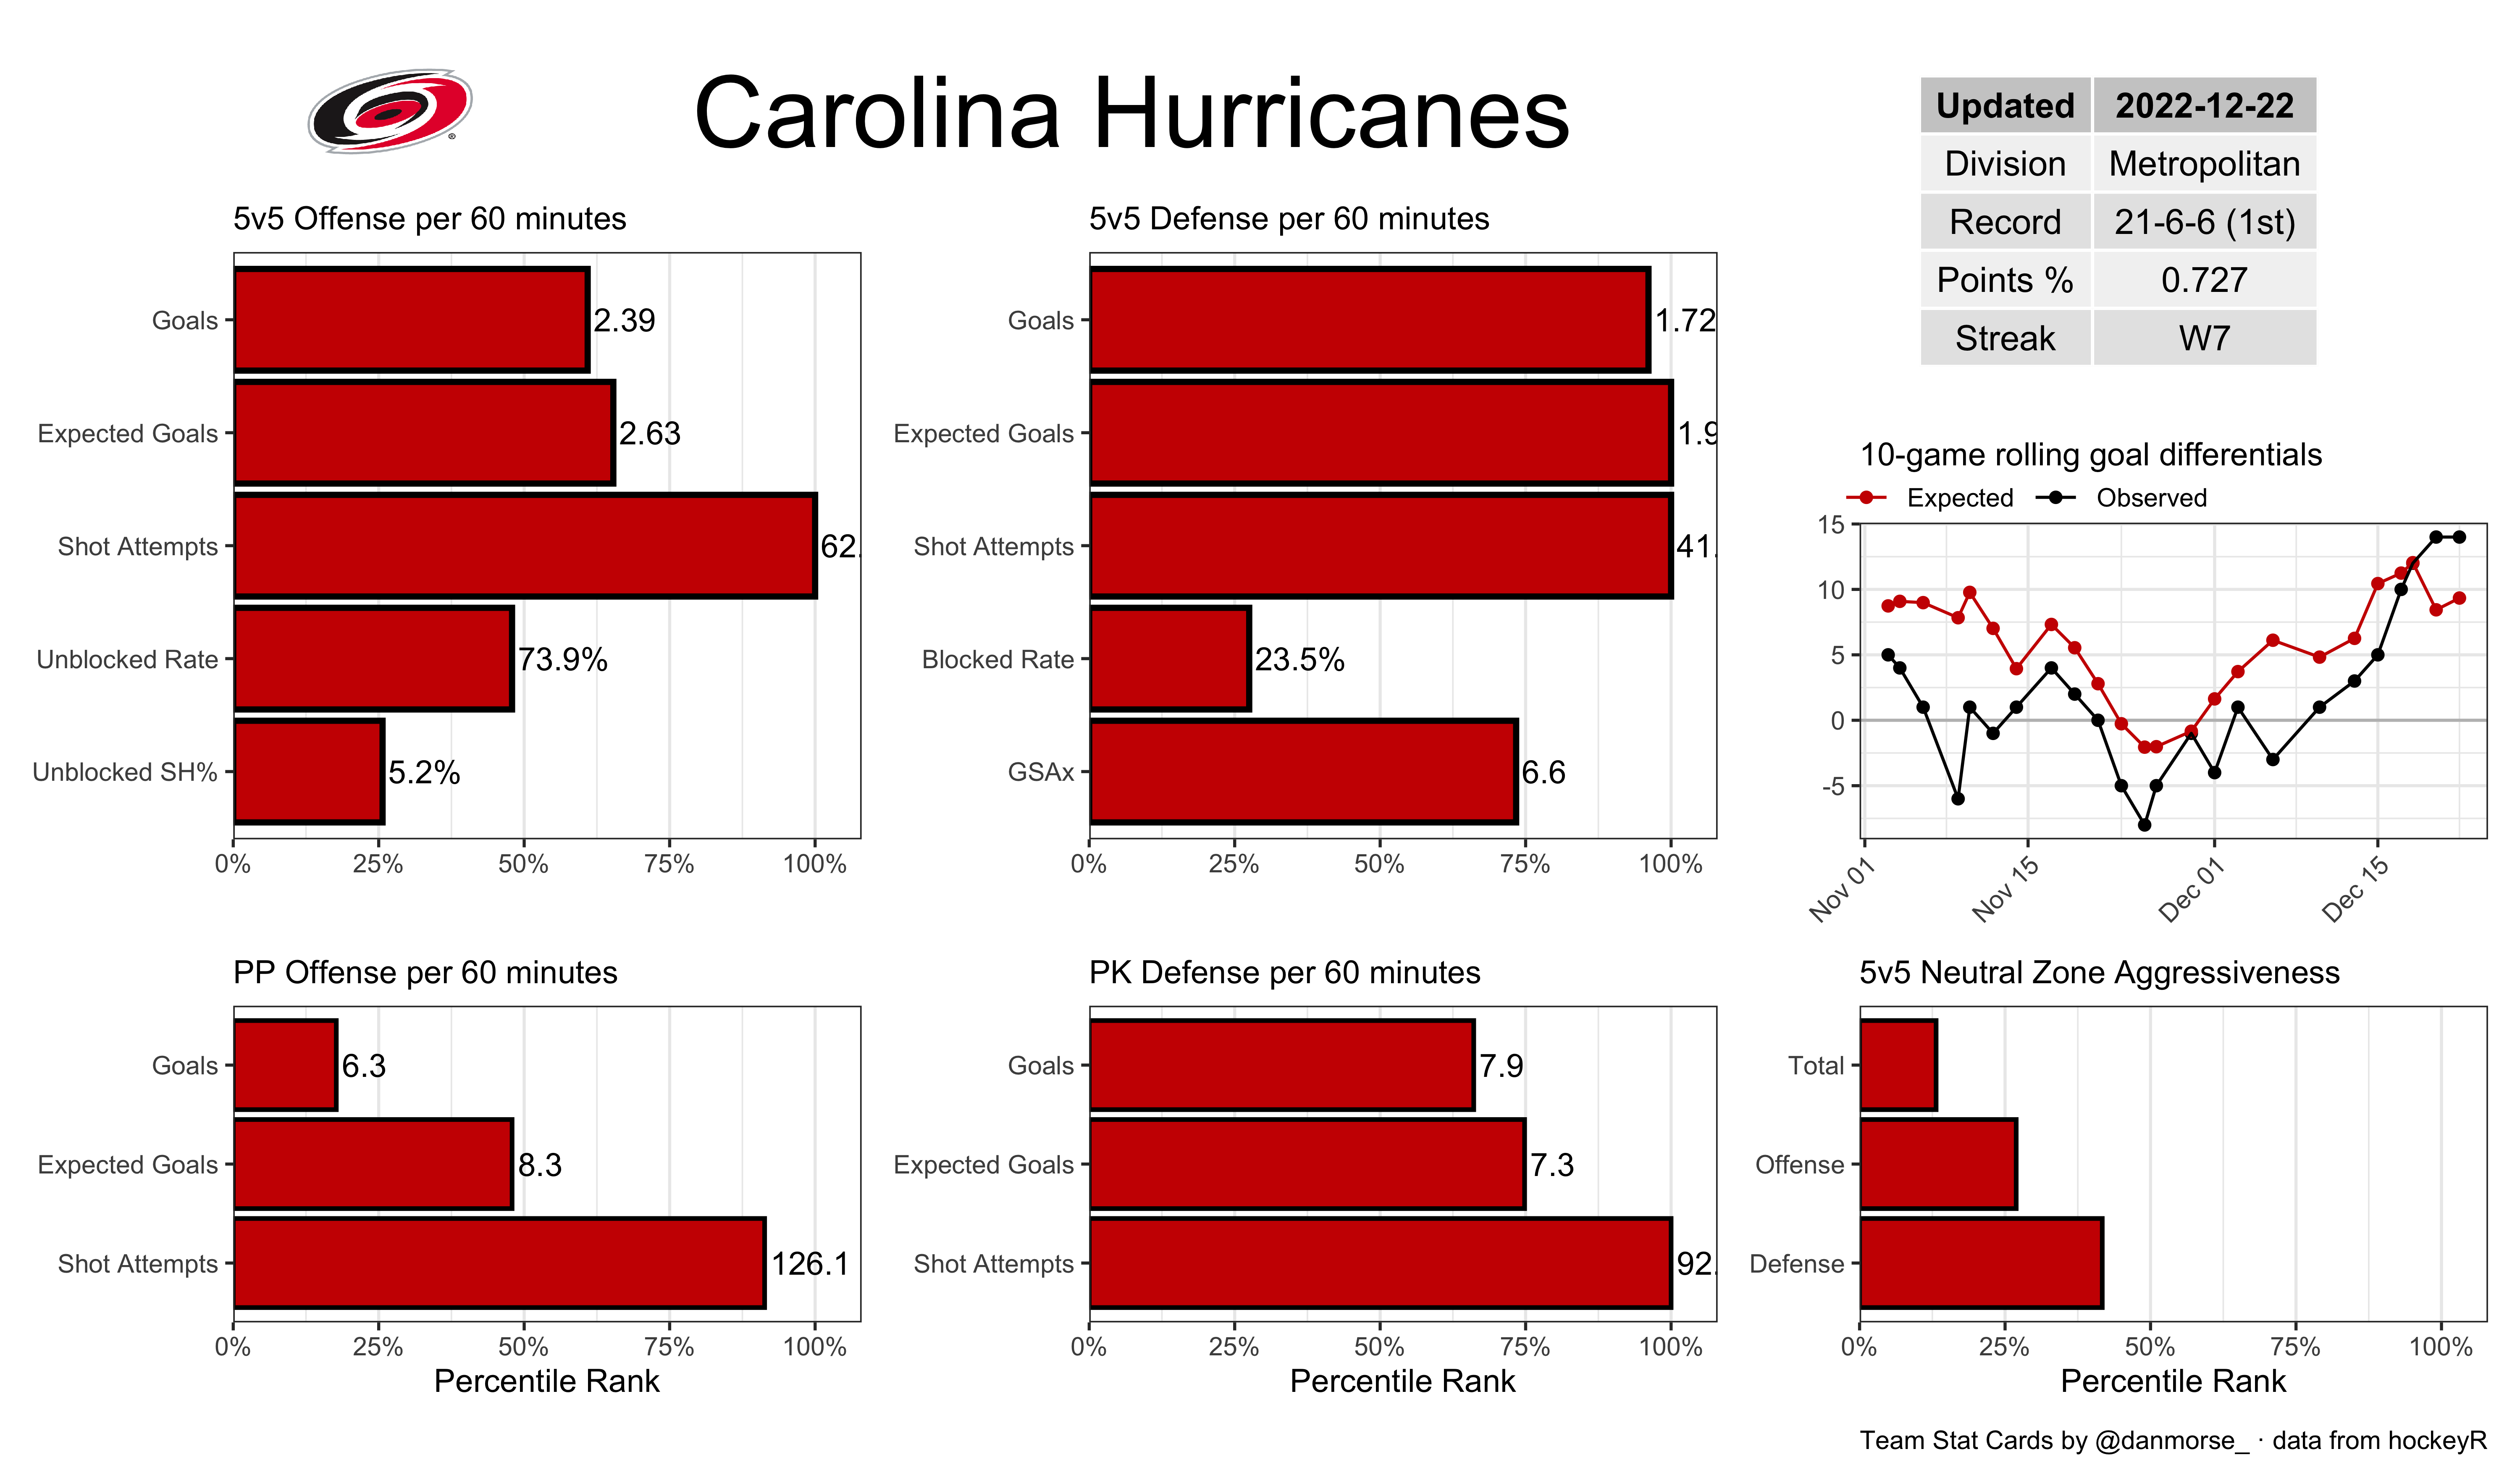 Carolina Hurricanes
Updated 2022-12-22
Division Metropolitan
Record 21-6-6 (1st)
Points % 0.727
Streak W7
5v5 Offense per 60 minutes
Goals 2.39
Expected Goals 2.63
Shot Attempts 62.
Unblocked Rate 73.9%
Unblocked SH% 5.2%
0% 25% 50% 75% 100%
5v5 Defense per 60 minutes
Goals 1.72
Expected Goals 1.9
Shot Attempts 41.
Blocked Rate 23.5%
GSAx 6.6
0% 25% 50% 75% 100%
10-game rolling goal differentials
Expected Observed
15
10
5
0
-5
Nov 01 Nov 15 Dec 01 Dec 15
PP Offense per 60 minutes
Goals 6.3
Expected Goals 8.3
Shot Attempts 126.1
0% 25% 50% 75% 100%
Percentile Rank
PK Defense per 60 minutes
Goals 7.9
Expected Goals 7.3
Shot Attempts 92.
0% 25% 50% 75% 100%
Percentile Rank
5v5 Neutral Zone Aggressiveness
Total
Offense
Defense
0% 25% 50% 75% 100%
Percentile Rank
Team Stat Cards by @danmorse_ · data from hockeyR